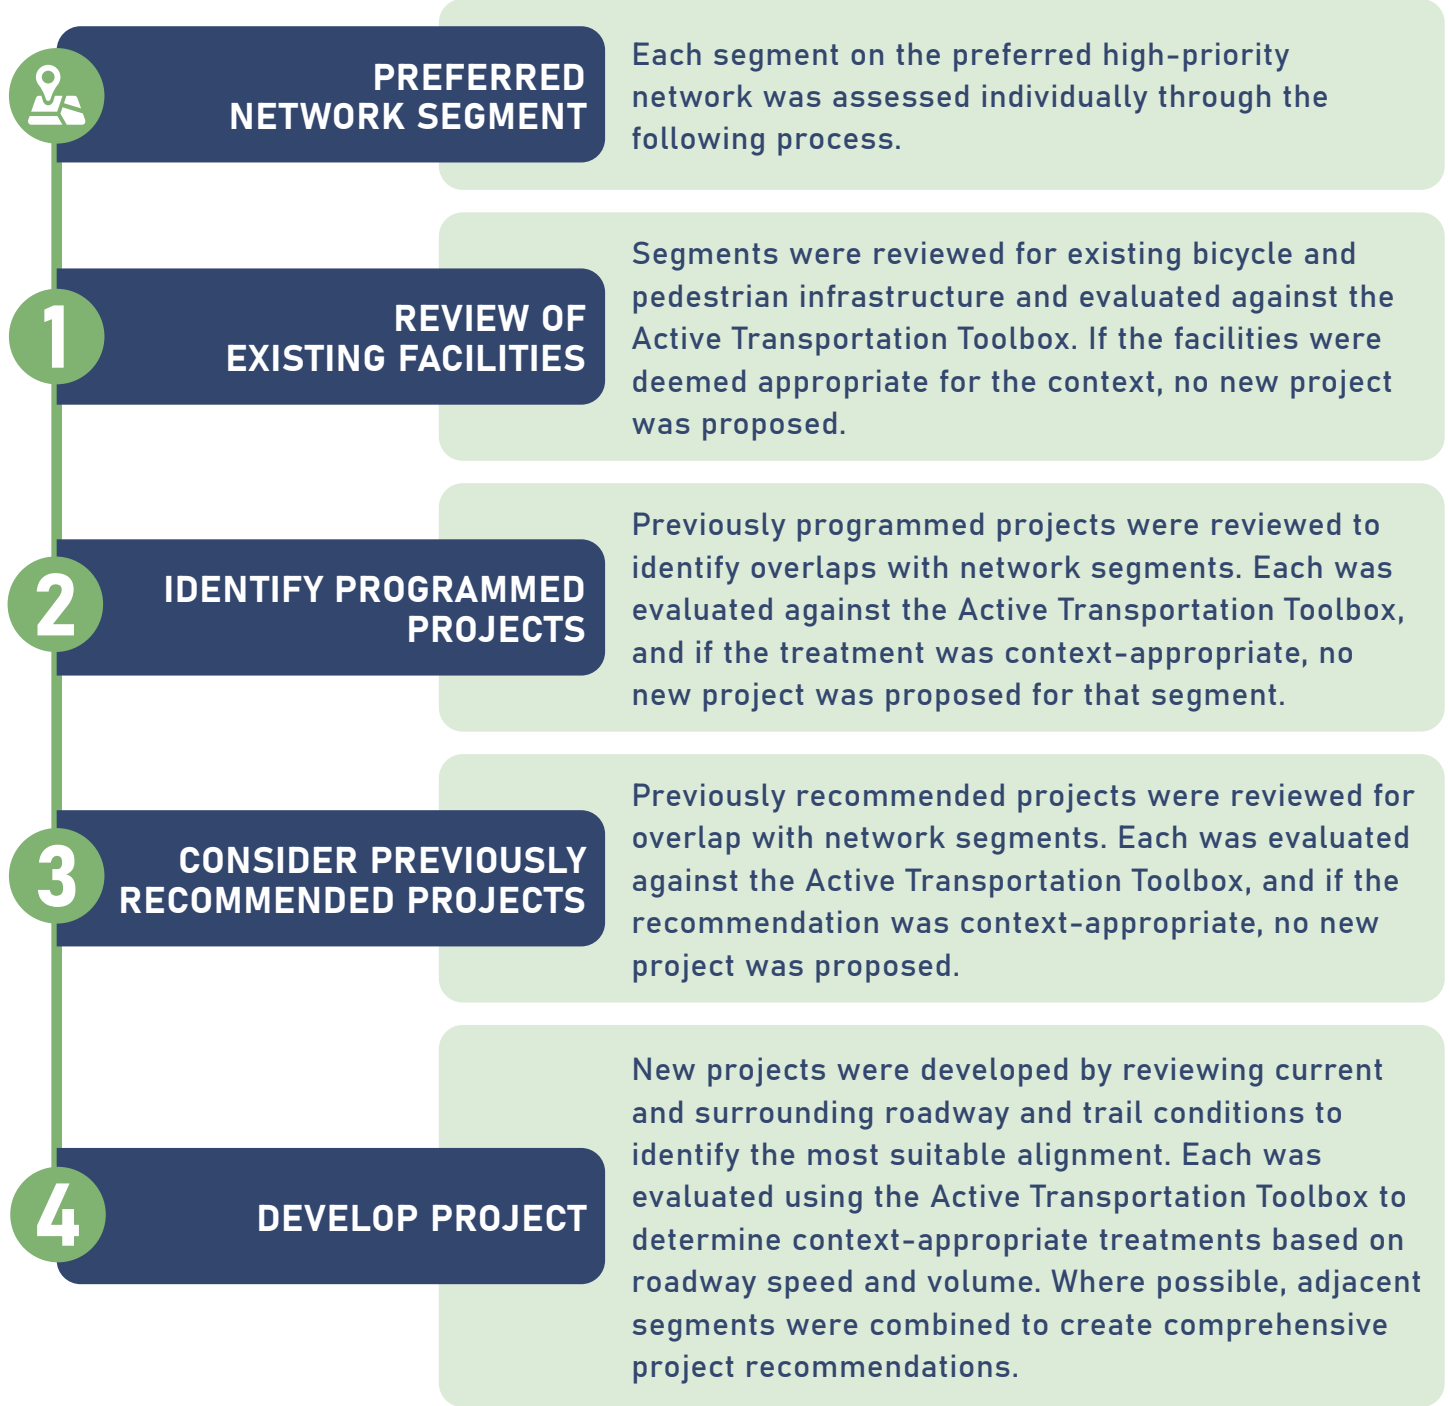 PREFERRED
NETWORK SEGMENT
Each segment on the preferred high-priority
network was assessed individually through the
following process.
1
REVIEW OF
EXISTING FACILITIES
Segments were reviewed for existing bicycle and
pedestrian infrastructure and evaluated against the
Active Transportation Toolbox. If the facilities were
deemed appropriate for the context, no new project
was proposed.
2
IDENTIFY PROGRAMMED
PROJECTS
Previously programmed projects were reviewed to
identify overlaps with network segments. Each was
evaluated against the Active Transportation Toolbox,
and if the treatment was context-appropriate, no
new project was proposed for that segment.
3
CONSIDER PREVIOUSLY
RECOMMENDED PROJECTS
Previously recommended projects were reviewed for
overlap with network segments. Each was evaluated
against the Active Transportation Toolbox, and if the
recommendation was context-appropriate, no new
project was proposed.
4
DEVELOP PROJECT
New projects were developed by reviewing current
and surrounding roadway and trail conditions to
identify the most suitable alignment. Each was
evaluated using the Active Transportation Toolbox to
determine context-appropriate treatments based on
roadway speed and volume. Where possible, adjacent
segments were combined to create comprehensive
project recommendations.